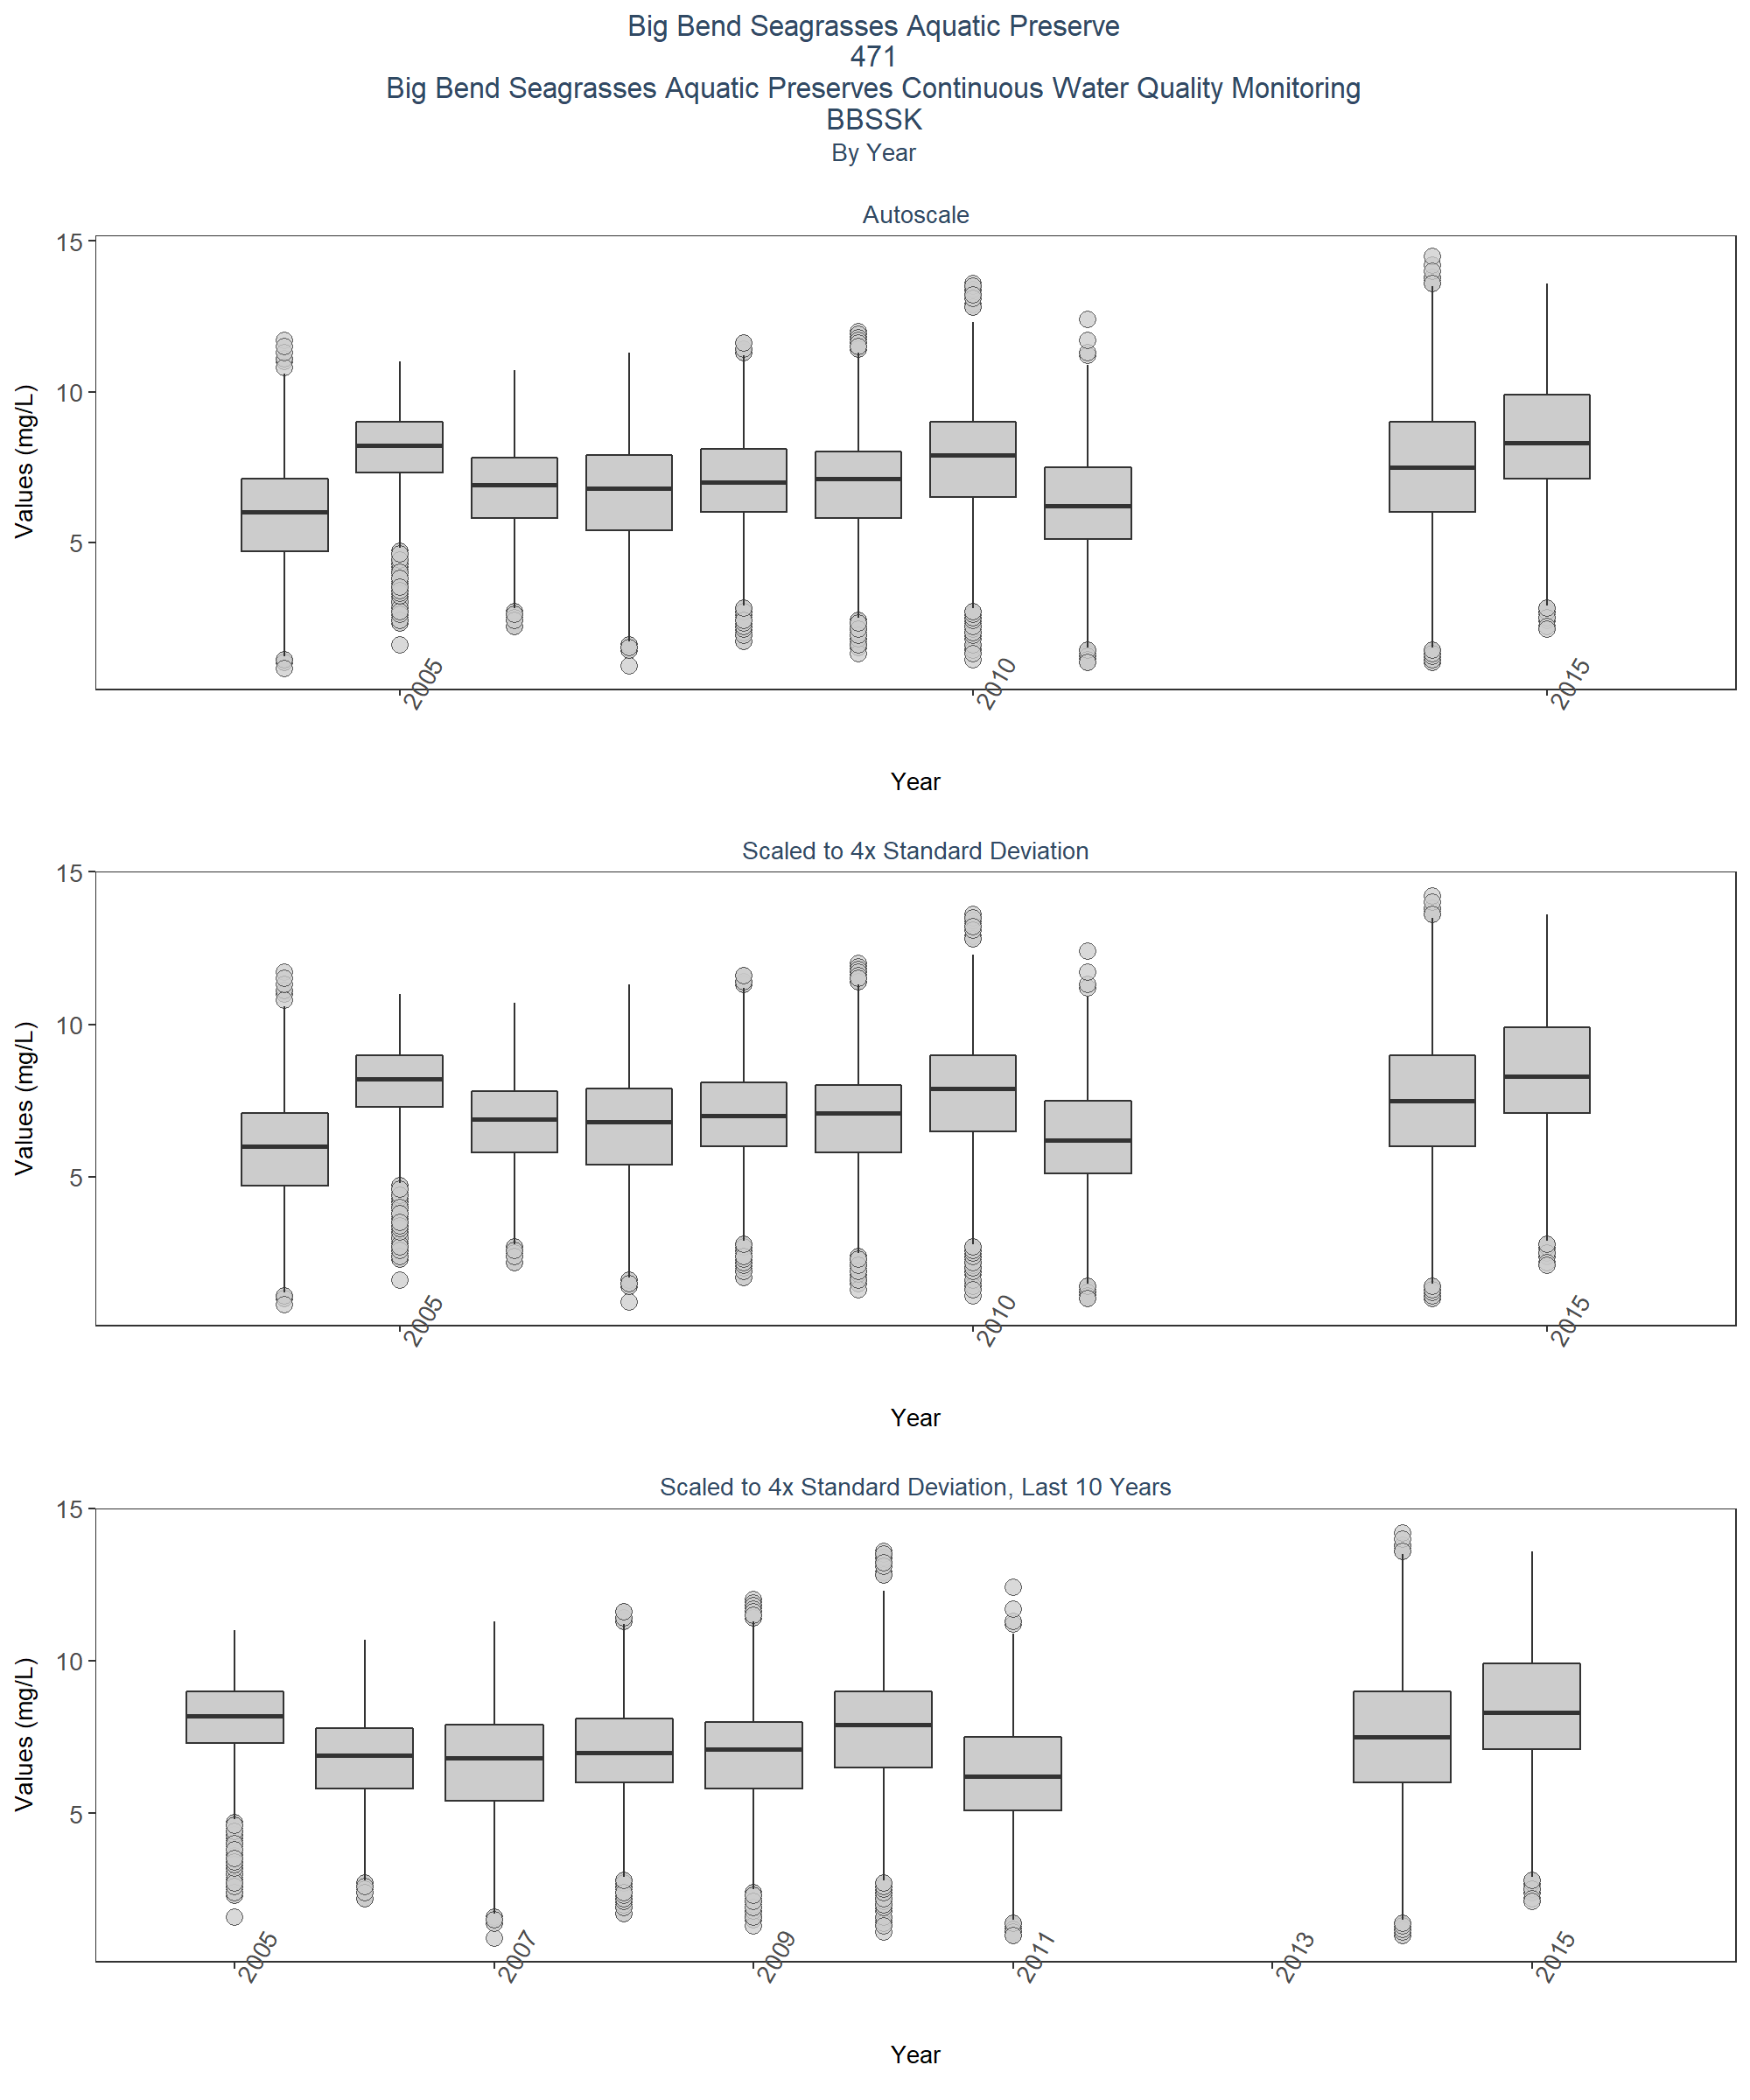 Big Bend Seagrasses Aquatic Preserve
471
Big Bend Seagrasses Aquatic Preserves Continuous Water Quality Monitoring
BBSSK
By Year
Autoscale
Values (mg/L)
15
10
5
2005
2010
2015
Year
Scaled to 4x Standard Deviation
Values (mg/L)
15
10
5
2005
2010
2015
Year
Scaled to 4x Standard Deviation, Last 10 Years
Values (mg/L)
15
10
5
2005
2007
2009
2011
2013
2015
Year